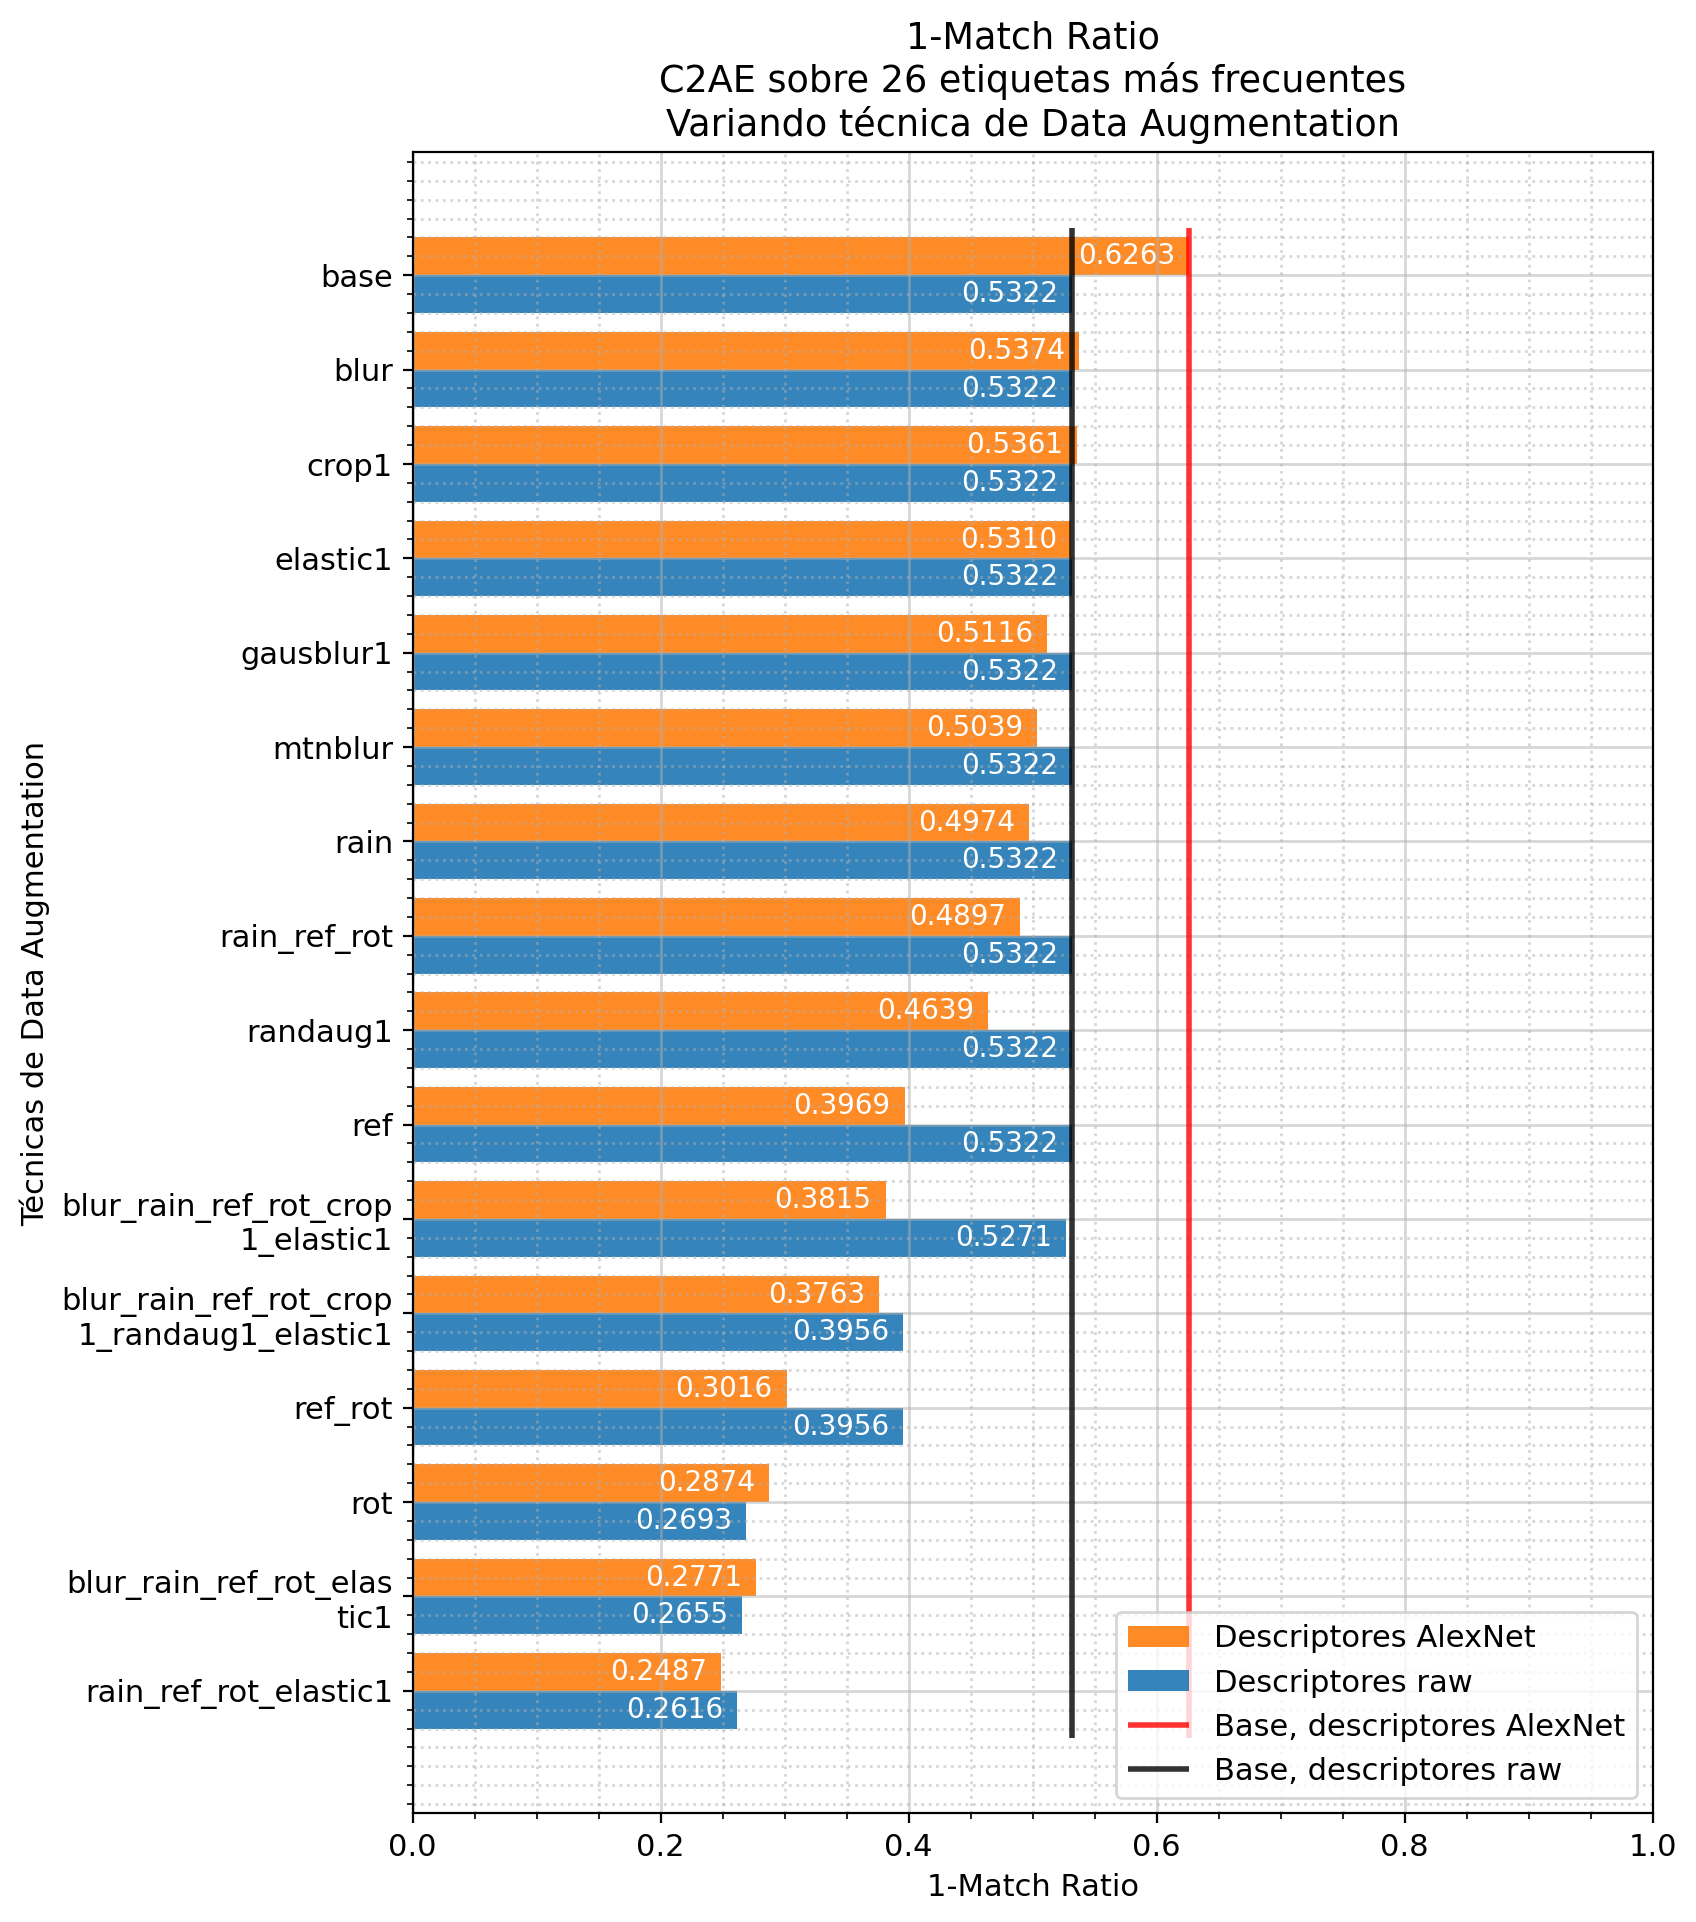 1-Match Ratio
C2AE sobre 26 etiquetas más frecuentes
Variando técnica de Data Augmentation
Técnicas de Data Augmentation
base
0.6263
0.5322
blur
0.5374
0.5322
crop1
0.5361
0.5322
elastic1
0.5310
0.5322
gausblur1
0.5116
0.5322
mtnblur
0.5039
0.5322
rain
0.4974
0.5322
rain_ref_rot
0.4897
0.5322
randaug1
0.4639
0.5322
ref
0.3969
0.5322
blur_rain_ref_rot_crop
1_elastic1
0.3815
0.5271
blur_rain_ref_rot_crop
1_randaug1_elastic1
0.3763
0.3956
ref_rot
0.3016
0.3956
rot
0.2874
0.2693
blur_rain_ref_rot_elas
tic1
0.2771
0.2655
rain_ref_rot_elastic1
0.2487
0.2616
Descriptores AlexNet
Descriptores raw
Base, descriptores AlexNet
Base, descriptores raw
0.0 0.2 0.4 0.6 0.8 1.0
1-Match Ratio